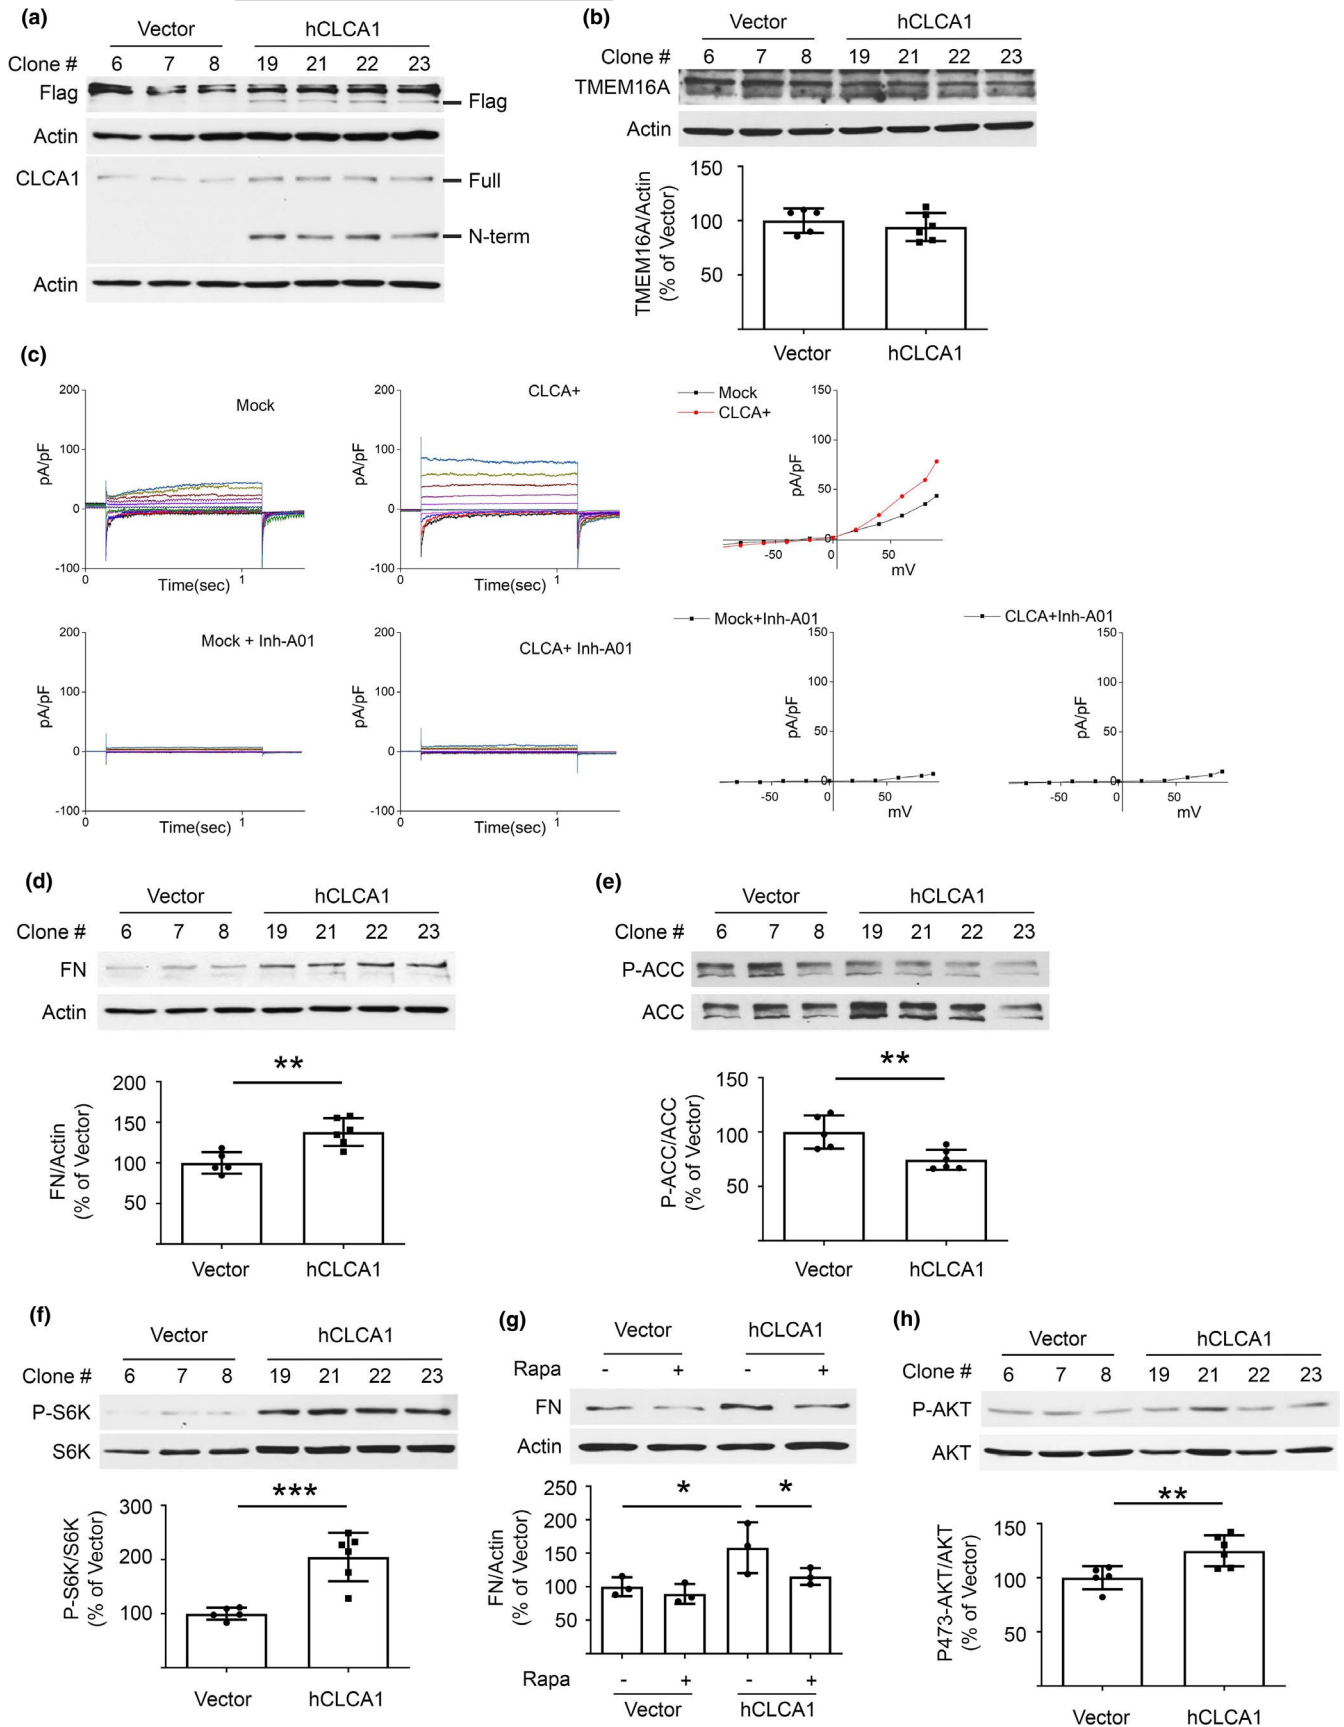 (a)
Vector hCLCA1
Clone # 6 7 8 19 21 22 23
Flag
Flag
Actin
CLCA1
Full
N-term
Actin
(b)
Vector hCLCA1
Clone # 6 7 8 19 21 22 23
TMEM16A
Actin
TMEM16A/Actin
(% of Vector)
150
100
50
Vector hCLCA1
(c)
200
100
0
-100
pA/pF
Mock
0 Time(sec) 1
200
100
0
-100
pA/pF
CLCA+
0 Time(sec) 1
Mock
CLCA+
150
100
50
0
pA/pF
-50 0 50
mV
200
100
0
-100
pA/pF
Mock + Inh-A01
0 Time(sec) 1
200
100
0
-100
pA/pF
CLCA+ Inh-A01
0 Time(sec) 1
Mock+Inh-A01
150
100
50
0
pA/pF
-50 0 50
mV
CLCA+Inh-A01
150
100
50
0
pA/pF
-50 0 50
mV
(d)
Vector hCLCA1
Clone # 6 7 8 19 21 22 23
FN
Actin
**
FN/Actin
(% of Vector)
200
150
100
50
Vector hCLCA1
(e)
Vector hCLCA1
Clone # 6 7 8 19 21 22 23
P-ACC
ACC
**
P-ACC/ACC
(% of Vector)
150
100
50
Vector hCLCA1
(f)
Vector hCLCA1
Clone # 6 7 8 19 21 22 23
P-S6K
S6K
***
P-S6K/S6K
(% of Vector)
300
200
100
Vector hCLCA1
(g)
Vector hCLCA1
Rapa - + - +
FN
Actin
* *
FN/Actin
(% of Vector)
250
200
150
100
50
Rapa - + - +
Vector hCLCA1
(h)
Vector hCLCA1
Clone # 6 7 8 19 21 22 23
P-AKT
AKT
**
P473-AKT/AKT
(% of Vector)
150
100
50
Vector hCLCA1